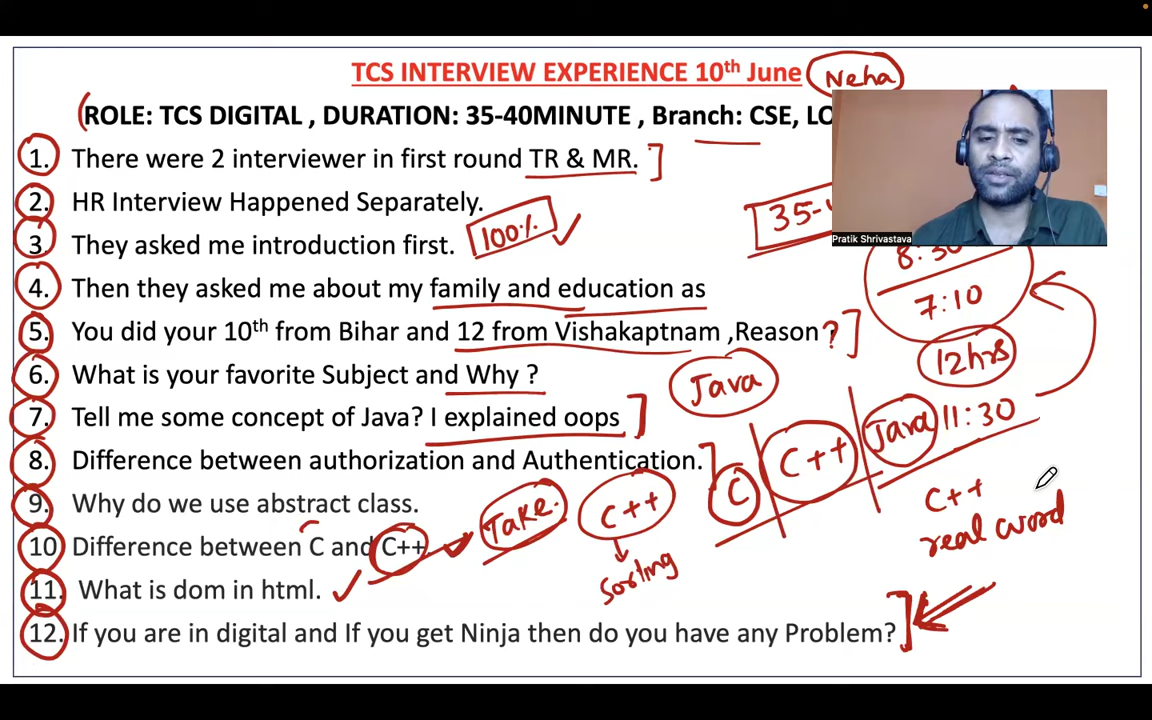 TCS INTERVIEW EXPERIENCE 10th June Neha
(ROLE: TCS DIGITAL , DURATION: 35-40MINUTE , Branch: CSE, LO
1. There were 2 interviewer in first round TR & MR. ]
2. HR Interview Happened Separately.
35-
3. They asked me introduction first. 100%
Pratik Shrivastava
8:30
4. Then they asked me about my family and education as
7:10
5. You did your 10th from Bihar and 12 from Vishakaptnam ,Reason ? ]
12hrs
6. What is your favorite Subject and Why ?
Java
7. Tell me some concept of Java? I explained oops ]
C C++ Java 11:30
8. Difference between authorization and Authentication. ]
9. Why do we use abstract class.
Take. C++
C++
real word
10. Difference between C and C++.
Sorting
11. What is dom in html.
12. If you are in digital and If you get Ninja then do you have any Problem? ]